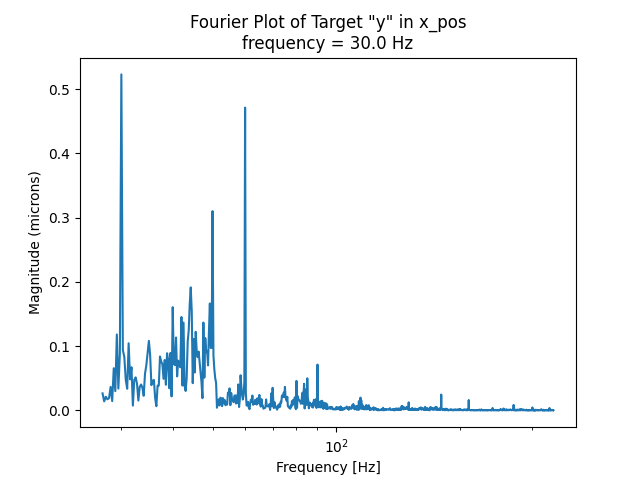 Fourier Plot of Target "y" in x_pos
frequency = 30.0 Hz
0.5
0.4
0.3
0.2
0.1
0.0
Magnitude (microns)
10²
Frequency [Hz]